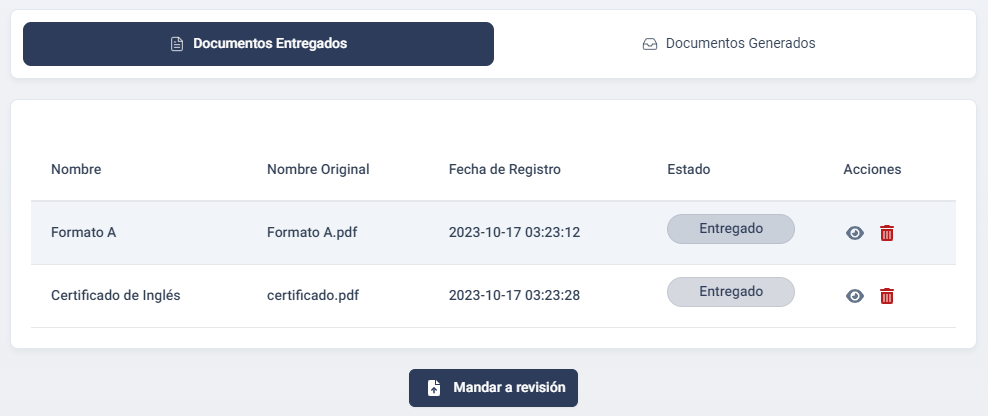 Documentos Entregados
Documentos Generados
Nombre Nombre Original Fecha de Registro Estado Acciones
Formato A Formato A.pdf 2023-10-17 03:23:12 Entregado
Certificado de Inglés certificado.pdf 2023-10-17 03:23:28 Entregado
Mandar a revisión